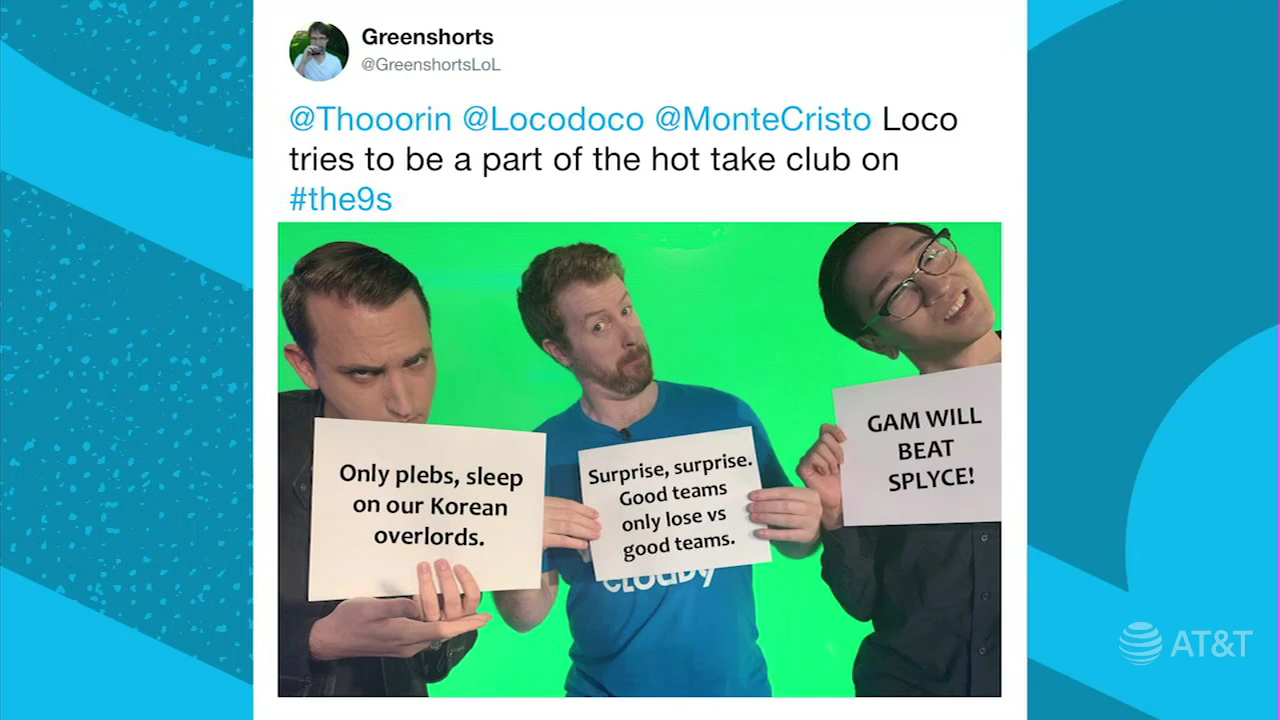 Greenshorts
@GreenshortsLoL
@Thooorin @Locodoco @MonteCristo Loco
tries to be a part of the hot take club on
#the9s
Only plebs, sleep
on our Korean
overlords.
Surprise, surprise.
Good teams
only lose vs
good teams.
CLOUDY
GAM WILL
BEAT
SPLYCE!
AT&T